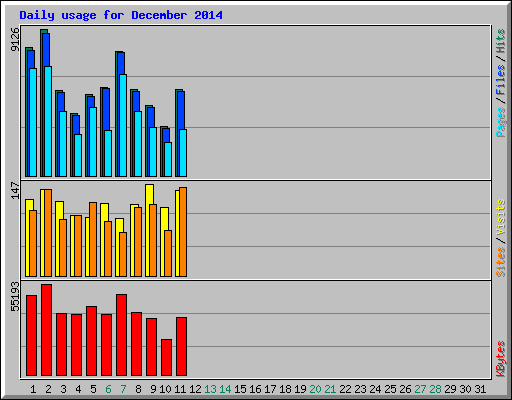 Daily usage for December 2014
9126
Pages / Files / Hits
147
Sites / Visits
55193
KBytes
1 2 3 4 5 6 7 8 9 10 11 12 13 14 15 16 17 18 19 20 21 22 23 24 25 26 27 28 29 30 31